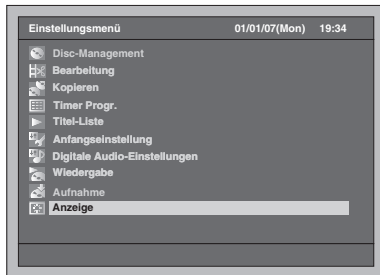 Einstellungsmenü 01/01/07(Mon) 19:34
Disc-Management
Bearbeitung
Kopieren
Timer Progr.
Titel-Liste
Anfangseinstellung
Digitale Audio-Einstellungen
Wiedergabe
Aufnahme
Anzeige